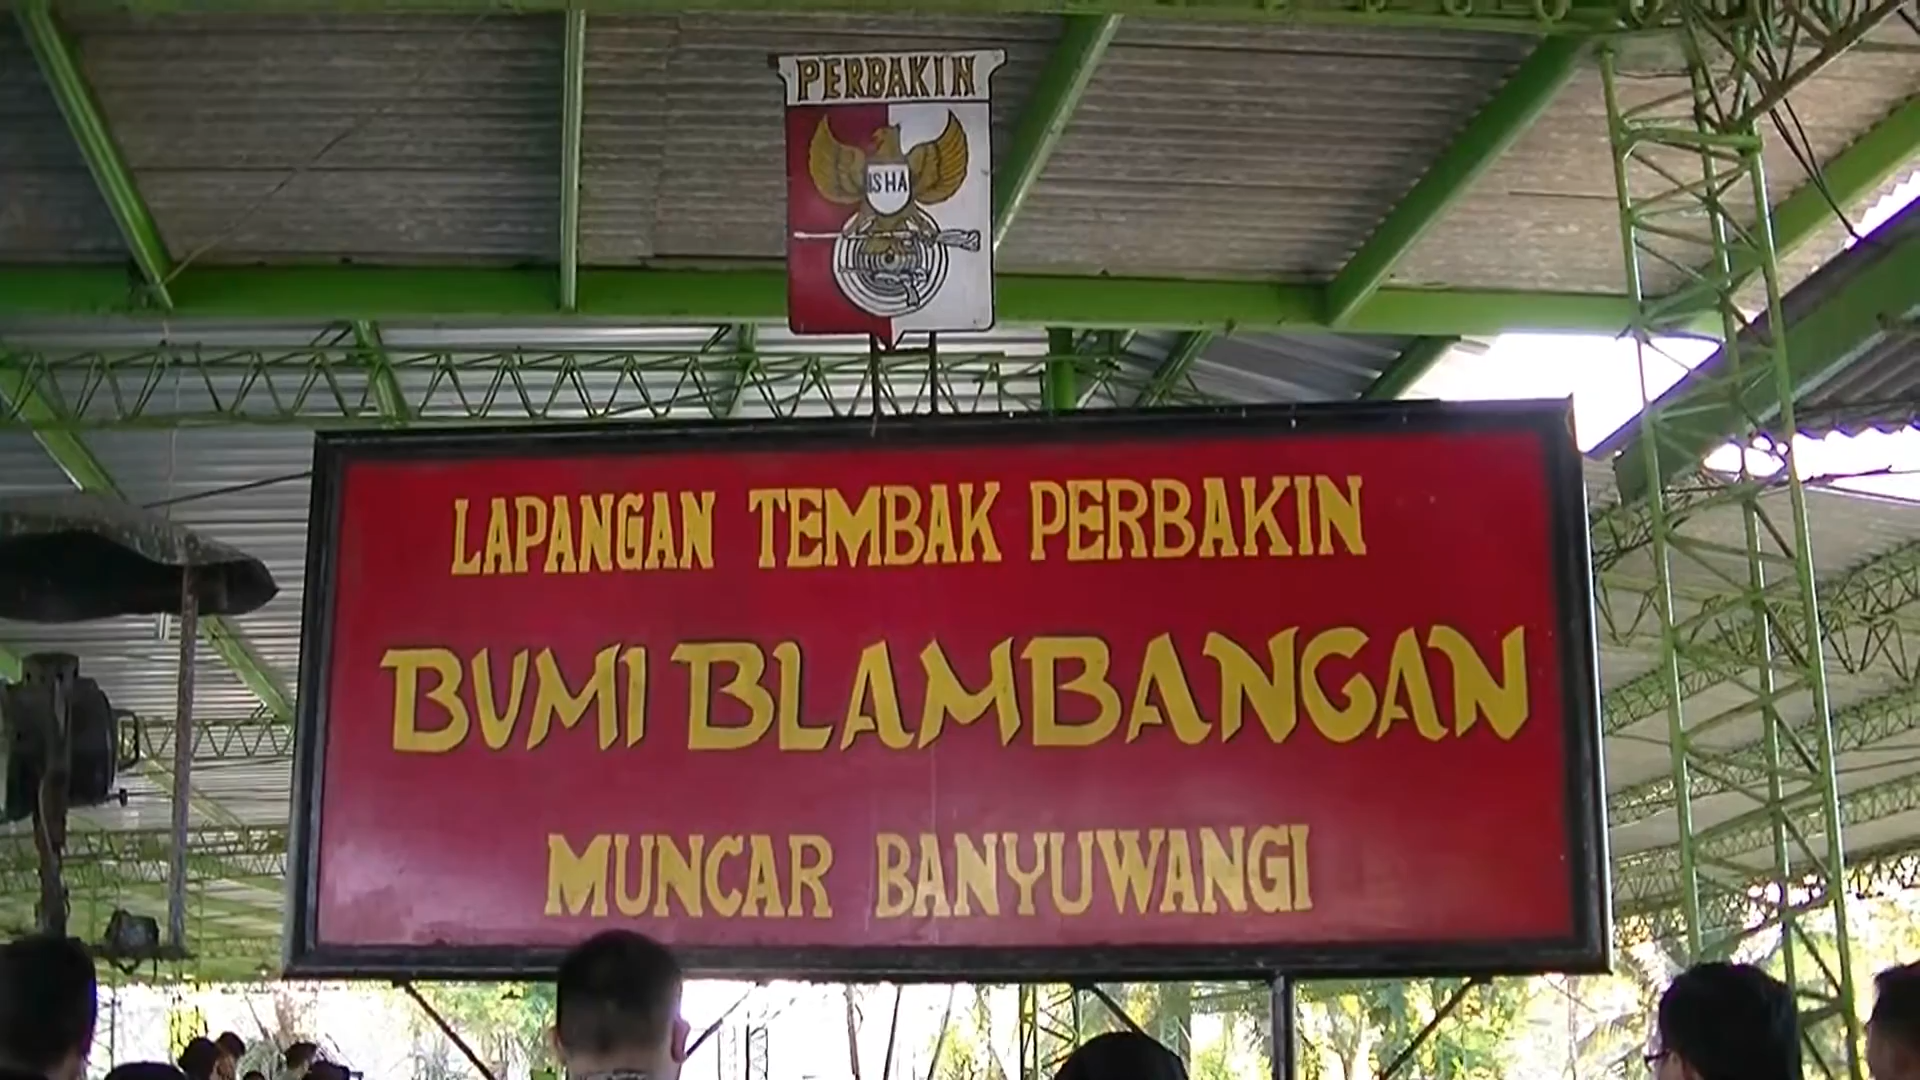 PERBAKIN
ISHA
LAPANGAN TEMBAK PERBAKIN
BUMI BLAMBANGAN
MUNCAR BANYUWANGI